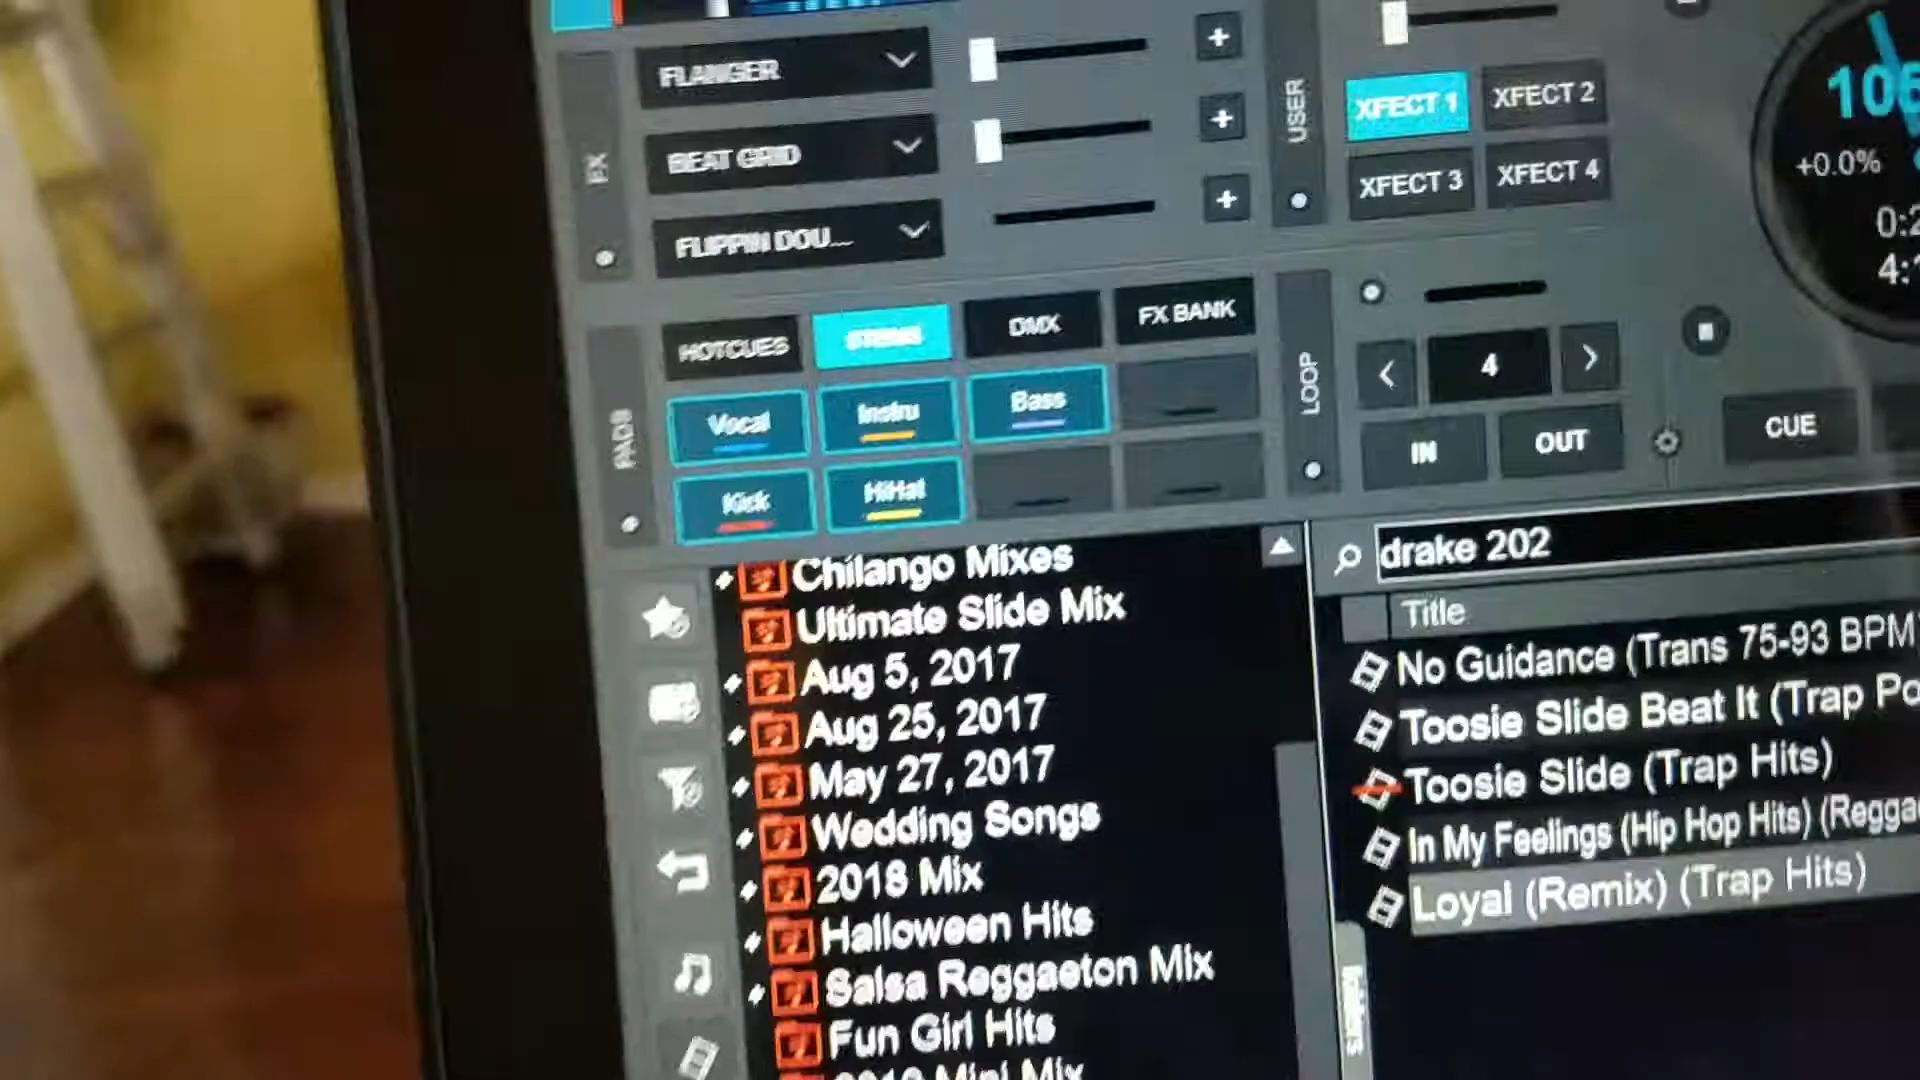 FLANGER
BEAT GRID
FLIPPIN DOU...
FX
USER
XFECT 1
XFECT 2
XFECT 3
XFECT 4
+0.0%
HOTCUES
STEMS
DMX
FX BANK
PADS
Vocal
Instru
Bass
Kick
HiHat
LOOP
4
IN
OUT
CUE
drake 202
Title
Chilango Mixes
Ultimate Slide Mix
Aug 5, 2017
Aug 25, 2017
May 27, 2017
Wedding Songs
2018 Mix
Halloween Hits
Salsa Reggaeton Mix
Fun Girl Hits
No Guidance (Trans 75-93 BPM
Toosie Slide Beat It (Trap Po
Toosie Slide (Trap Hits)
In My Feelings (Hip Hop Hits) (Regga
Loyal (Remix) (Trap Hits)
folders